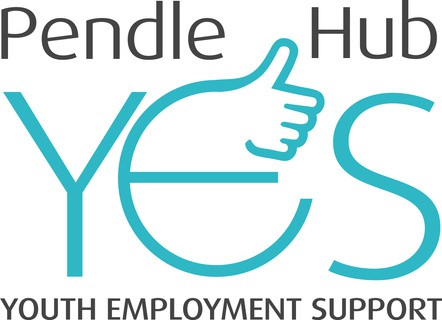 Pendle Hub
YeS
YOUTH EMPLOYMENT SUPPORT